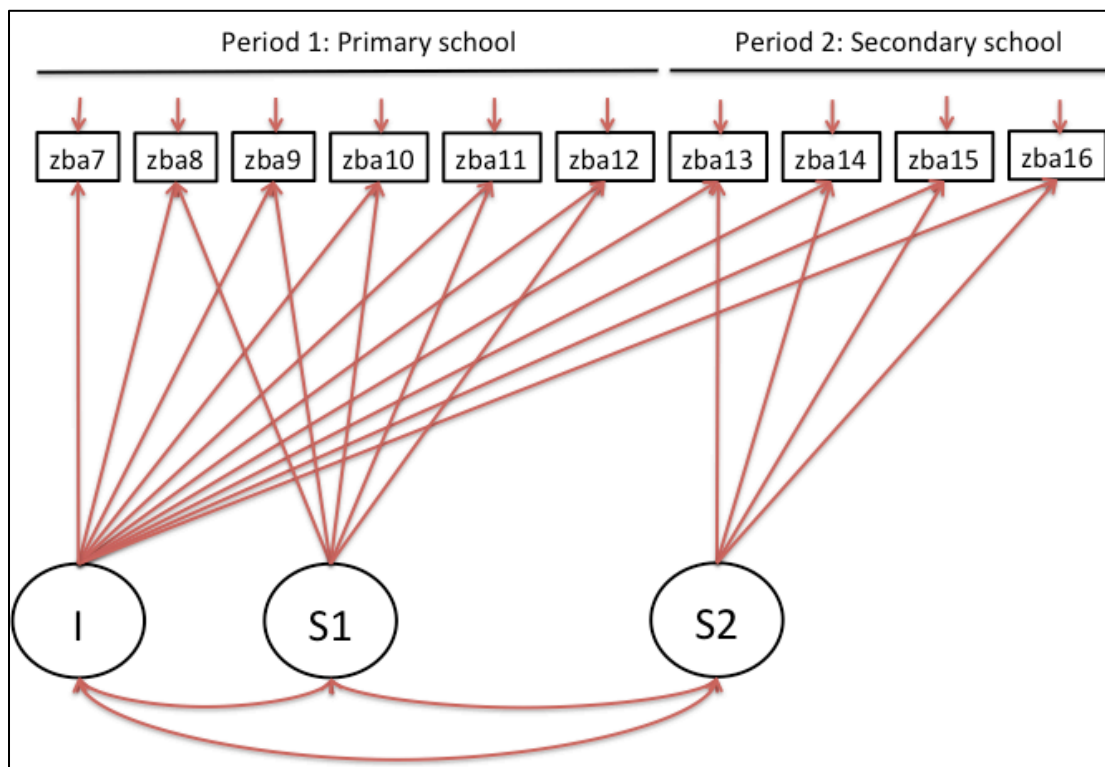 Period 1: Primary school Period 2: Secondary school
zba7 zba8 zba9 zba10 zba11 zba12 zba13 zba14 zba15 zba16
I S1 S2